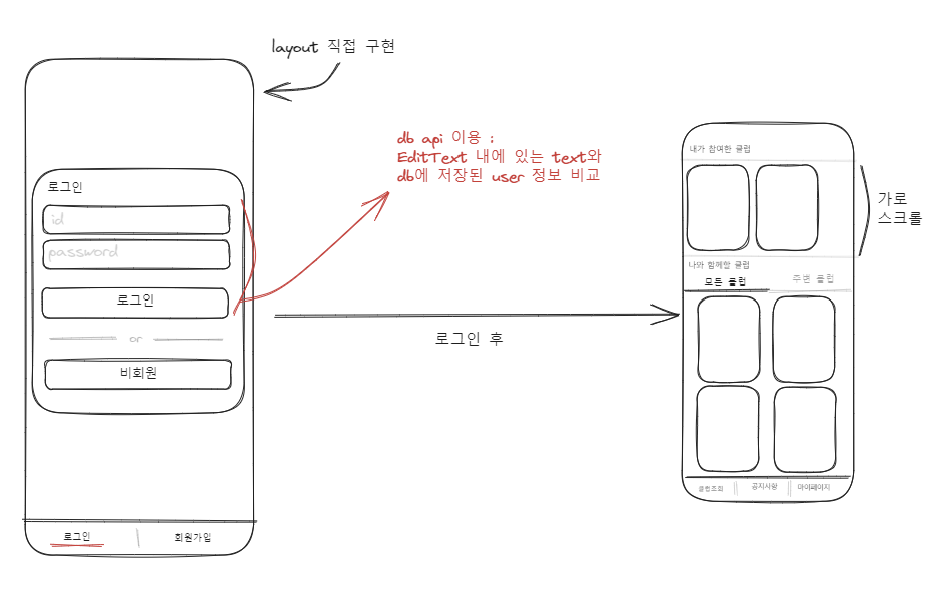 layout 직접 구현
db api 이용 ;
EditText 내에 있는 text와
db에 저장된 user 정보 비교
로그인
id
password
로그인
or
비회원
로그인
회원가입
로그인 후
내가 참여한 클럽
가로
스크롤
나와 함께할 클럽
모든 클럽
주변 클럽
클럽조회
공지사항
마이페이지